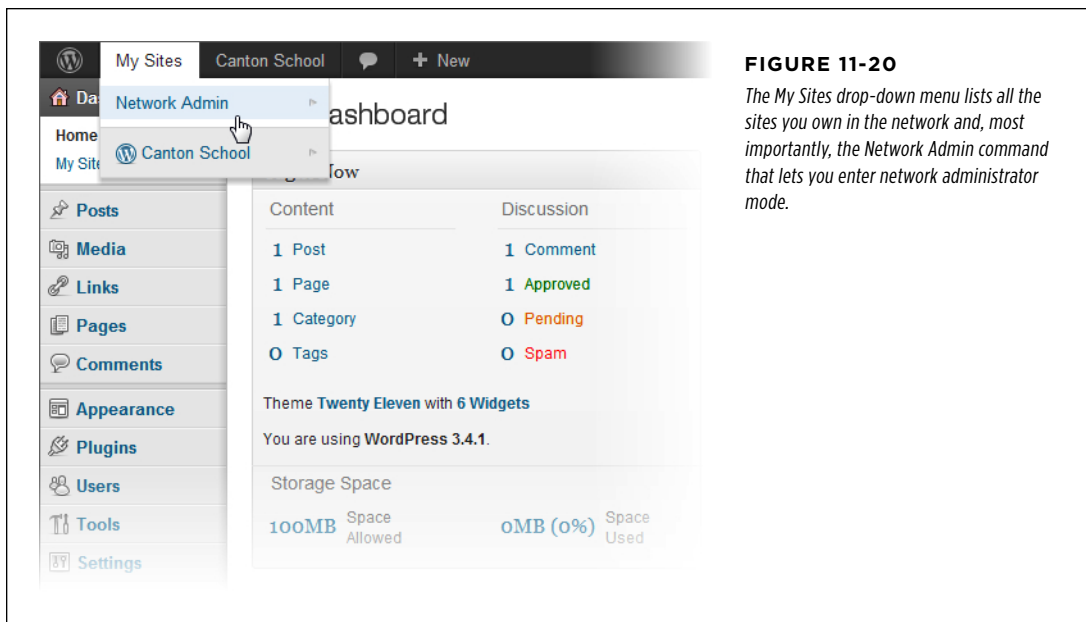 My Sites Canton School + New
Network Admin
Canton School
Da
Home
My Site
ashboard
Posts
Media
Links
Pages
Comments
Appearance
Plugins
Users
Tools
Settings
Content Discussion
1 Post 1 Comment
1 Page 1 Approved
1 Category 0 Pending
0 Tags 0 Spam
Theme Twenty Eleven with 6 Widgets
You are using WordPress 3.4.1.
Storage Space
100MB Space Allowed 0MB (0%) Space Used
FIGURE 11-20
The My Sites drop-down menu lists all the
sites you own in the network and, most
importantly, the Network Admin command
that lets you enter network administrator
mode.